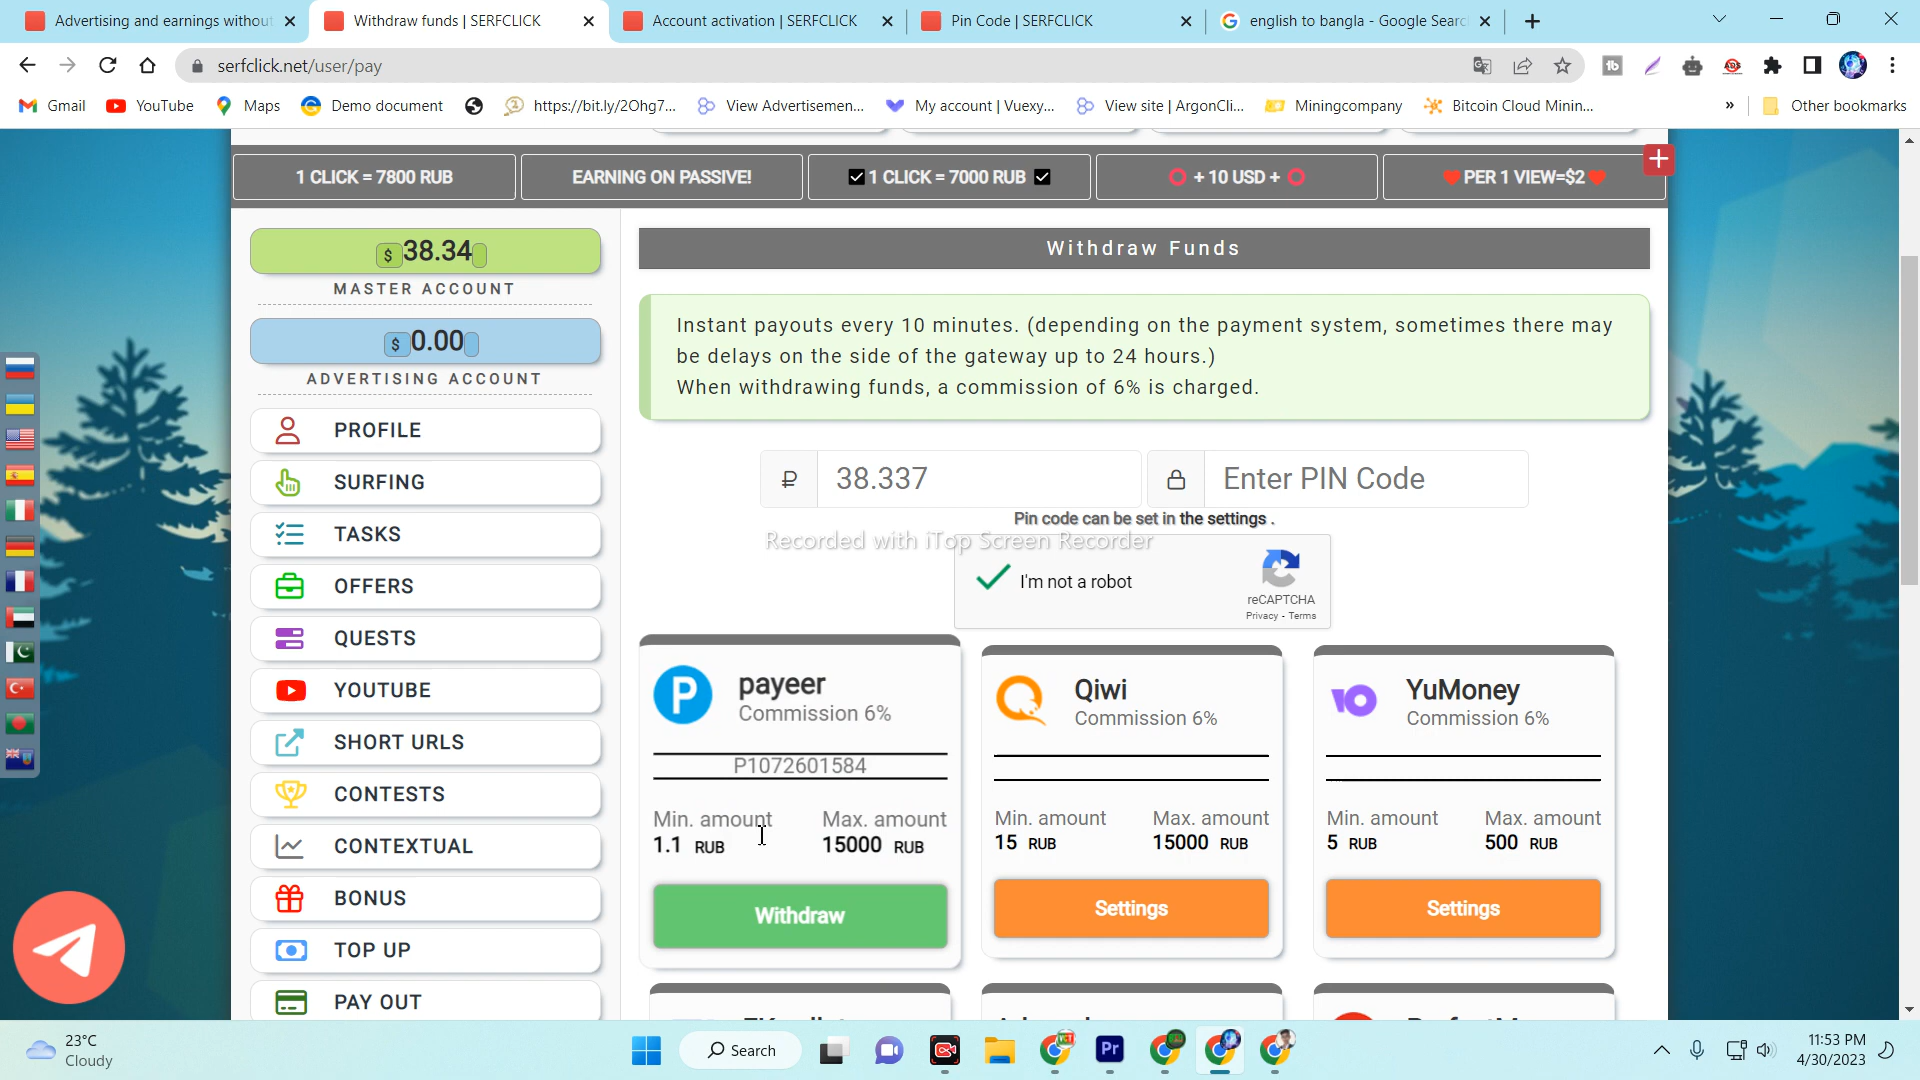 Advertising and earnings without
Withdraw funds | SERFCLICK
Account activation | SERFCLICK
Pin Code | SERFCLICK
english to bangla - Google Searc
serfclick.net/user/pay
Gmail
YouTube
Maps
Demo document
https://bit.ly/2Ohg7...
View Advertisemen...
My account | Vuexy...
View site | ArgonCli...
Miningcompany
Bitcoin Cloud Minin...
»
Other bookmarks
1 CLICK = 7800 RUB
EARNING ON PASSIVE!
1 CLICK = 7000 RUB
+ 10 USD +
PER 1 VIEW=$2
$ 38.34
MASTER ACCOUNT
$ 0.00
ADVERTISING ACCOUNT
PROFILE
SURFING
TASKS
OFFERS
QUESTS
YOUTUBE
SHORT URLS
CONTESTS
CONTEXTUAL
BONUS
TOP UP
PAY OUT
Withdraw Funds
Instant payouts every 10 minutes. (depending on the payment system, sometimes there may
be delays on the side of the gateway up to 24 hours.)
When withdrawing funds, a commission of 6% is charged.
₽ 38.337
Enter PIN Code
Pin code can be set in the settings .
Recorded with iTop Screen Recorder
I'm not a robot
reCAPTCHA
Privacy - Terms
payeer
Commission 6%
P1072601584
Min. amount
1.1 RUB
Max. amount
15000 RUB
Withdraw
Qiwi
Commission 6%
Min. amount
15 RUB
Max. amount
15000 RUB
Settings
YuMoney
Commission 6%
Min. amount
5 RUB
Max. amount
500 RUB
Settings
23°C
Cloudy
Search
Pr
11:53 PM
4/30/2023